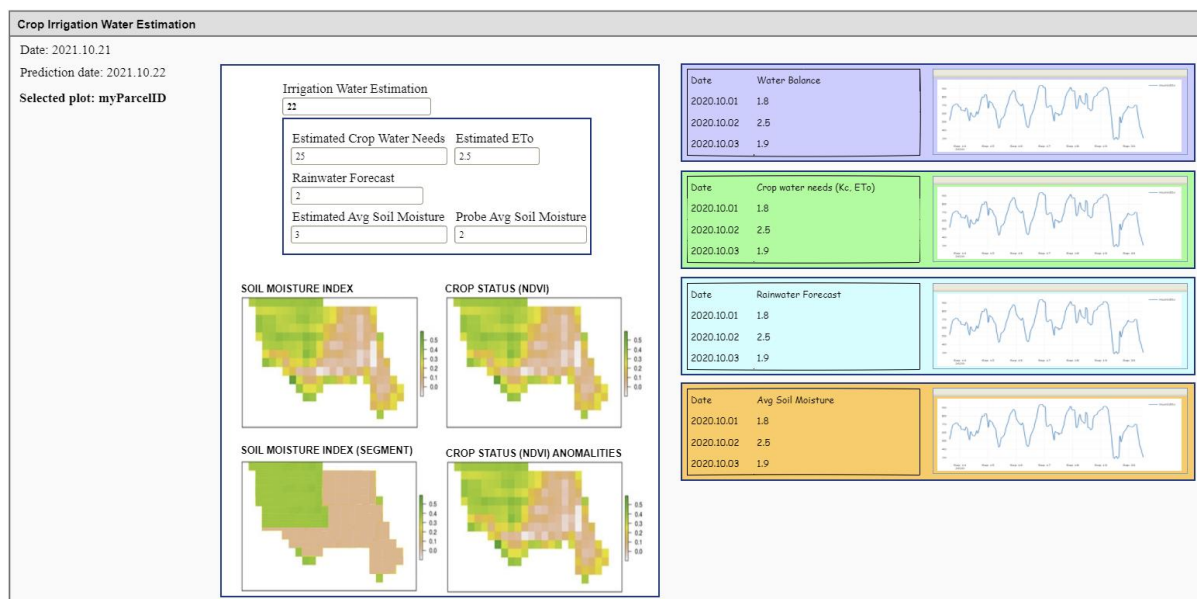 Crop Irrigation Water Estimation
Date: 2021.10.21
Prediction date: 2021.10.22
Selected plot: myParcelID
Irrigation Water Estimation
22
Estimated Crop Water Needs Estimated ETo
25 2.5
Rainwater Forecast
2
Estimated Avg Soil Moisture Probe Avg Soil Moisture
3 2
SOIL MOISTURE INDEX CROP STATUS (NDVI)
0.5 0.5
0.4 0.4
0.3 0.3
0.2 0.2
0.1 0.1
0.0 0.0
SOIL MOISTURE INDEX (SEGMENT) CROP STATUS (NDVI) ANOMALITIES
0.5 0.5
0.4 0.4
0.3 0.3
0.2 0.2
0.1 0.1
0.0 0.0
Date Water Balance
2020.10.01 1.8
2020.10.02 2.5
2020.10.03 1.9
Date Crop water needs (Kc, ETo)
2020.10.01 1.8
2020.10.02 2.5
2020.10.03 1.9
Date Rainwater Forecast
2020.10.01 1.8
2020.10.02 2.5
2020.10.03 1.9
Date Avg Soil Moisture
2020.10.01 1.8
2020.10.02 2.5
2020.10.03 1.9